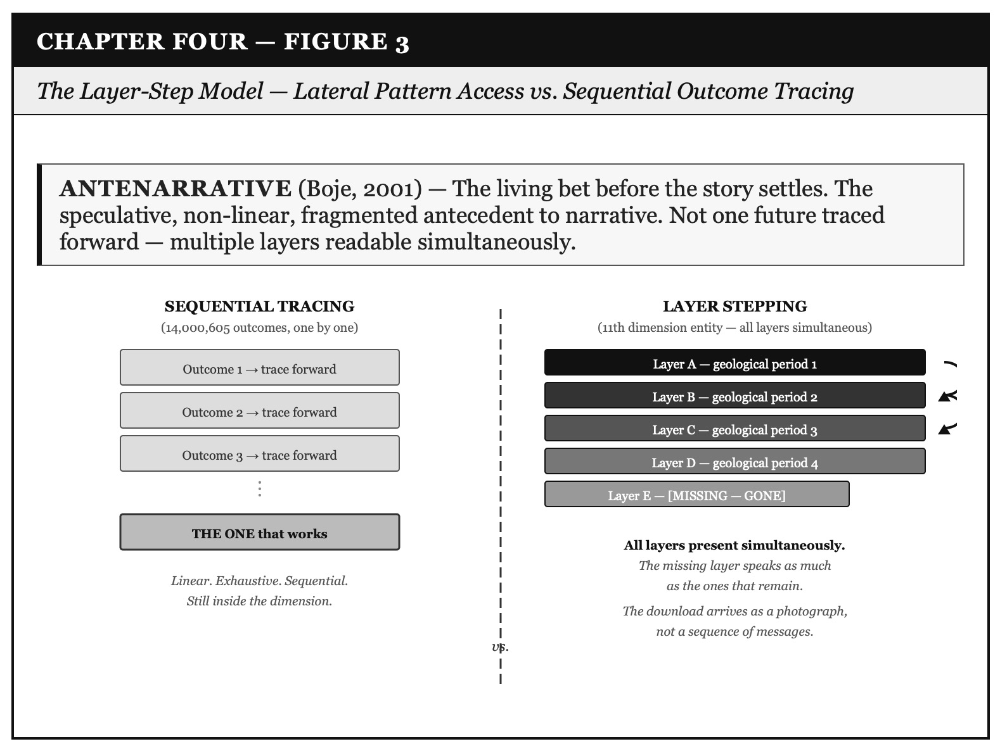 CHAPTER FOUR — FIGURE 3
The Layer-Step Model — Lateral Pattern Access vs. Sequential Outcome Tracing
ANTENARRATIVE (Boje, 2001) — The living bet before the story settles. The
speculative, non-linear, fragmented antecedent to narrative. Not one future traced
forward — multiple layers readable simultaneously.
SEQUENTIAL TRACING
(14,000,605 outcomes, one by one)
Outcome 1 → trace forward
Outcome 2 → trace forward
Outcome 3 → trace forward
⋮
THE ONE that works
Linear. Exhaustive. Sequential.
Still inside the dimension.
vs.
LAYER STEPPING
(11th dimension entity — all layers simultaneous)
Layer A — geological period 1
Layer B — geological period 2
Layer C — geological period 3
Layer D — geological period 4
Layer E — [MISSING — GONE]
All layers present simultaneously.
The missing layer speaks as much
as the ones that remain.
The download arrives as a photograph,
not a sequence of messages.